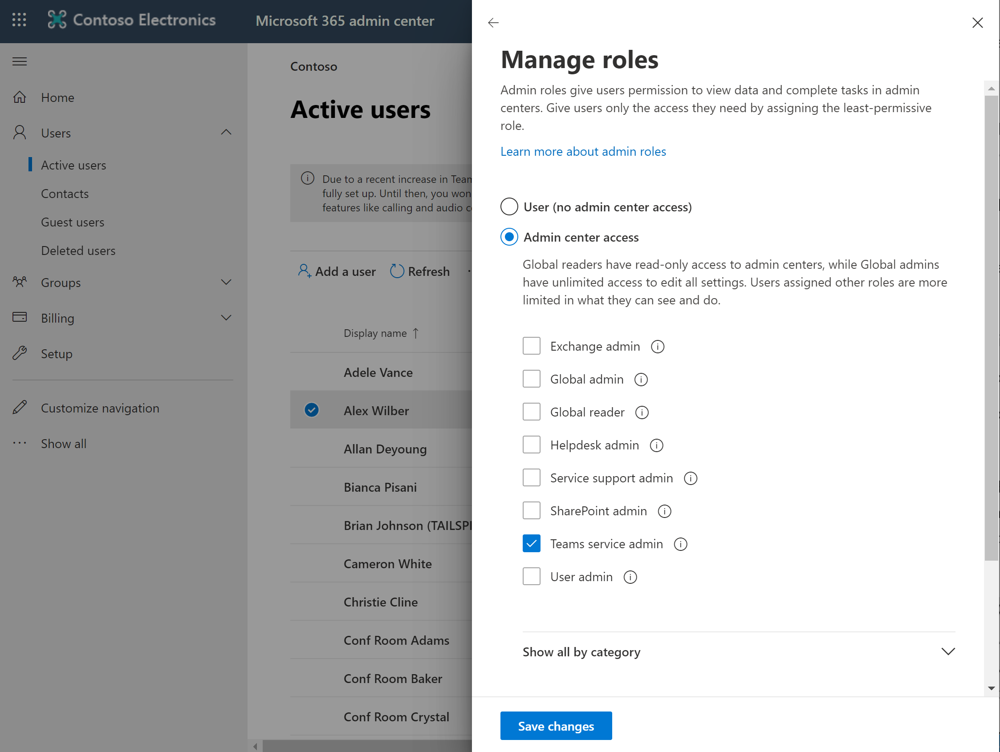 Contoso Electronics
Microsoft 365 admin center
Home
Users
Active users
Contacts
Guest users
Deleted users
Groups
Billing
Setup
Customize navigation
Show all
Contoso
Active users
Due to a recent increase in Team
fully set up. Until then, you won
features like calling and audio c
Add a user
Refresh
Display name ↑
Adele Vance
Alex Wilber
Allan Deyoung
Bianca Pisani
Brian Johnson (TAILSPI
Cameron White
Christie Cline
Conf Room Adams
Conf Room Baker
Conf Room Crystal
Manage roles
Admin roles give users permission to view data and complete tasks in admin
centers. Give users only the access they need by assigning the least-permissive
role.
Learn more about admin roles
User (no admin center access)
Admin center access
Global readers have read-only access to admin centers, while Global admins
have unlimited access to edit all settings. Users assigned other roles are more
limited in what they can see and do.
Exchange admin
Global admin
Global reader
Helpdesk admin
Service support admin
SharePoint admin
Teams service admin
User admin
Show all by category
Save changes